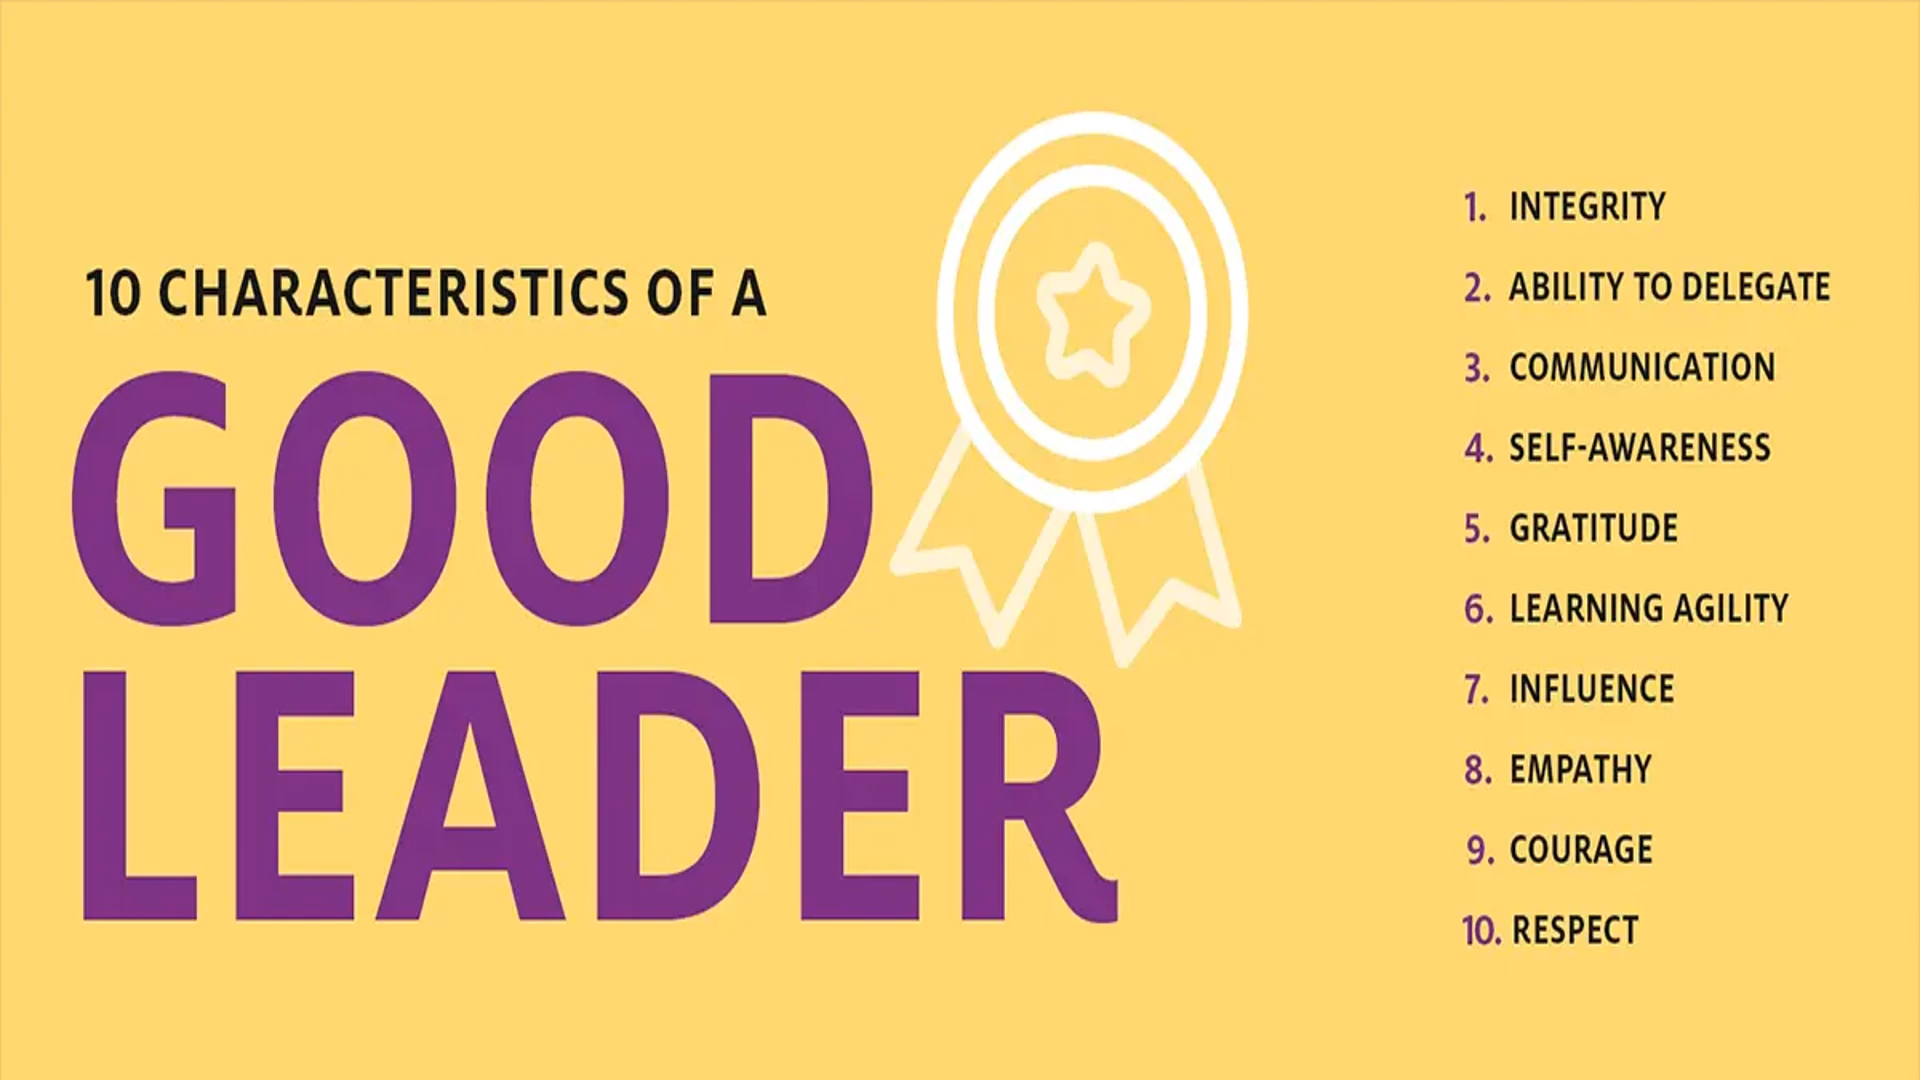 10 CHARACTERISTICS OF A
GOOD
LEADER
1. INTEGRITY
2. ABILITY TO DELEGATE
3. COMMUNICATION
4. SELF-AWARENESS
5. GRATITUDE
6. LEARNING AGILITY
7. INFLUENCE
8. EMPATHY
9. COURAGE
10. RESPECT